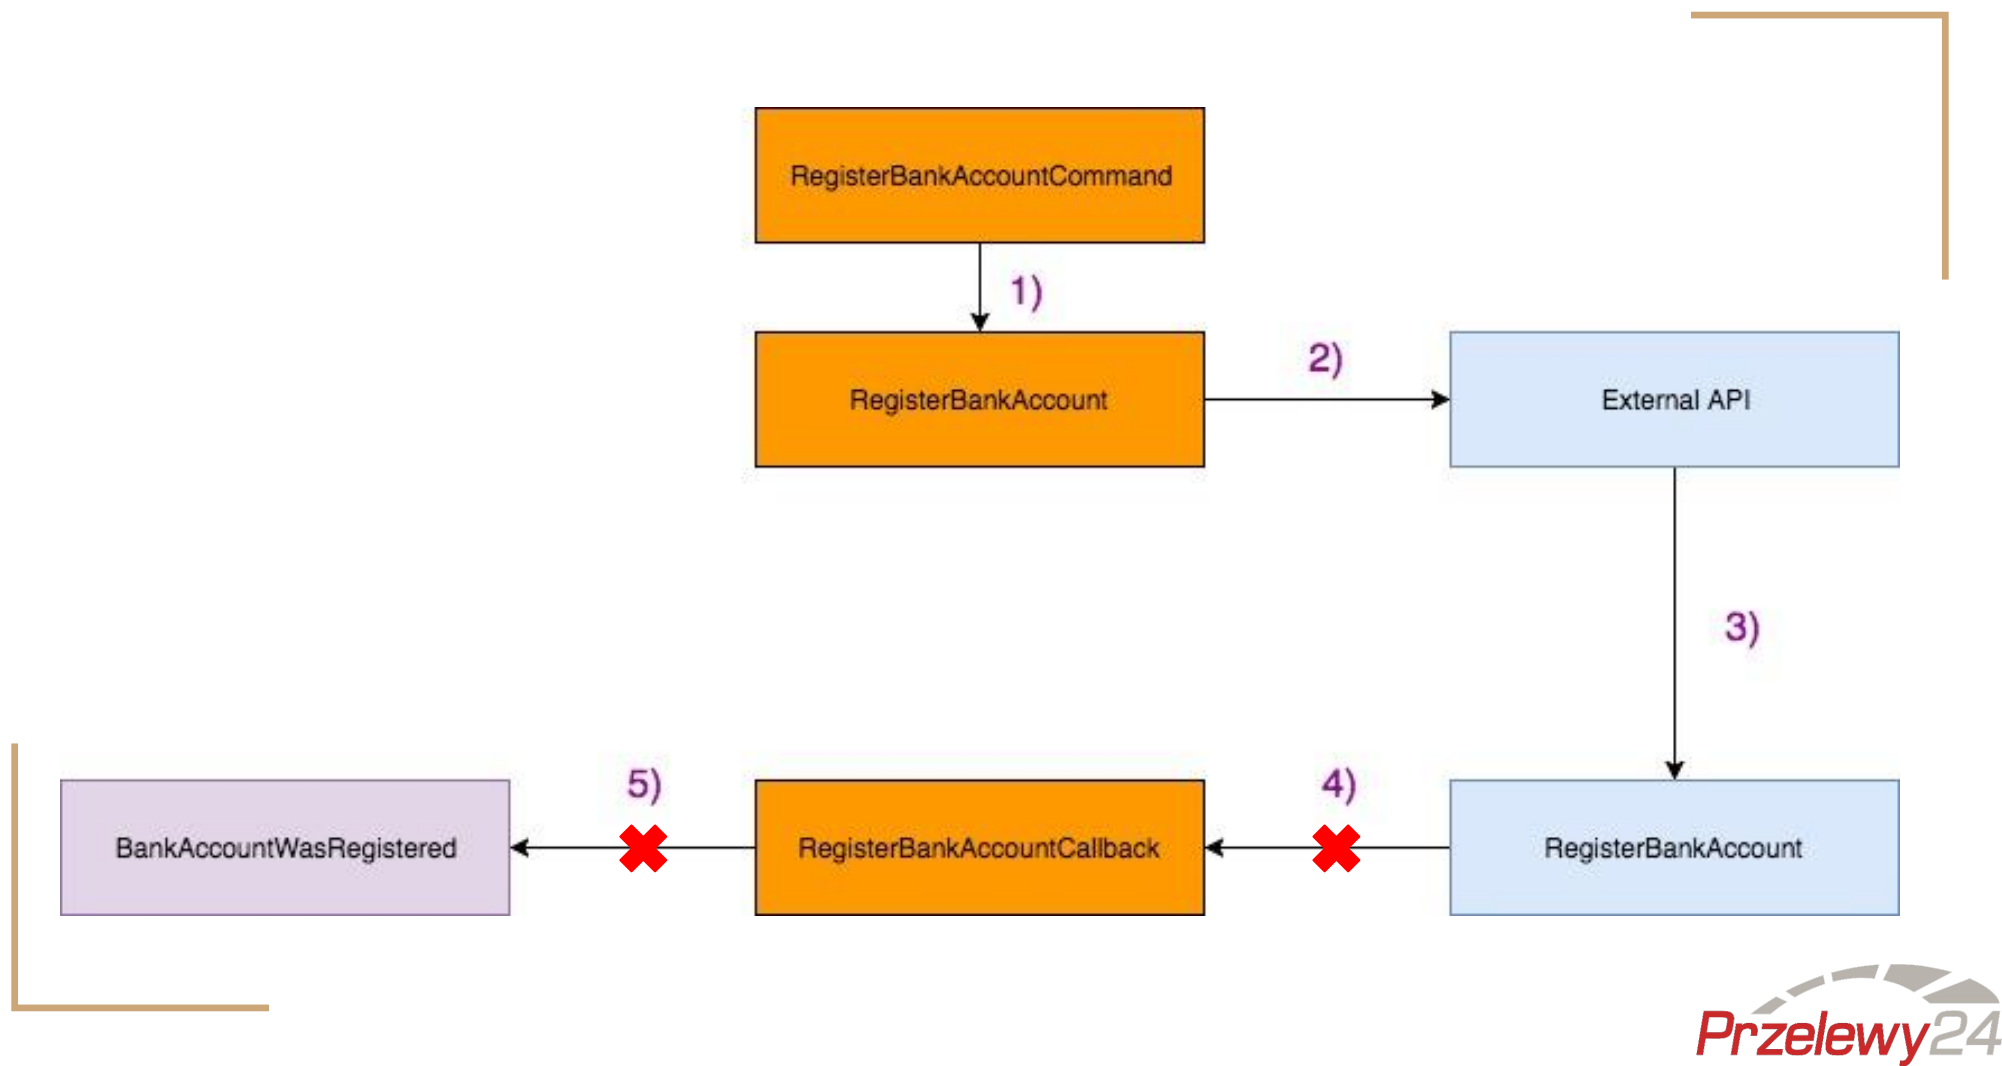 RegisterBankAccountCommand
1)
RegisterBankAccount
2)
External API
3)
BankAccountWasRegistered
5)
RegisterBankAccountCallback
4)
RegisterBankAccount
Przelewy24